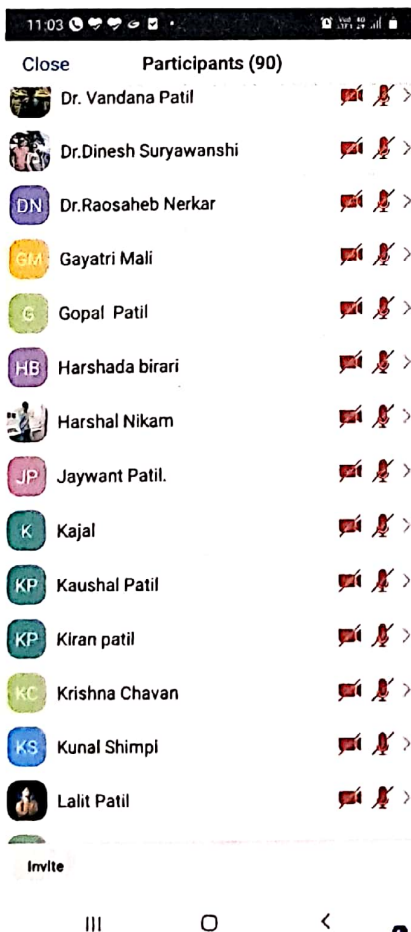 11:03
Close Participants (90)
Dr. Vandana Patil
Dr.Dinesh Suryawanshi
DN Dr.Raosaheb Nerkar
GM Gayatri Mali
G Gopal Patil
HB Harshada birari
Harshal Nikam
JP Jaywant Patil.
K Kajal
KP Kaushal Patil
KP Kiran patil
KC Krishna Chavan
KS Kunal Shimpi
Lalit Patil
Invite